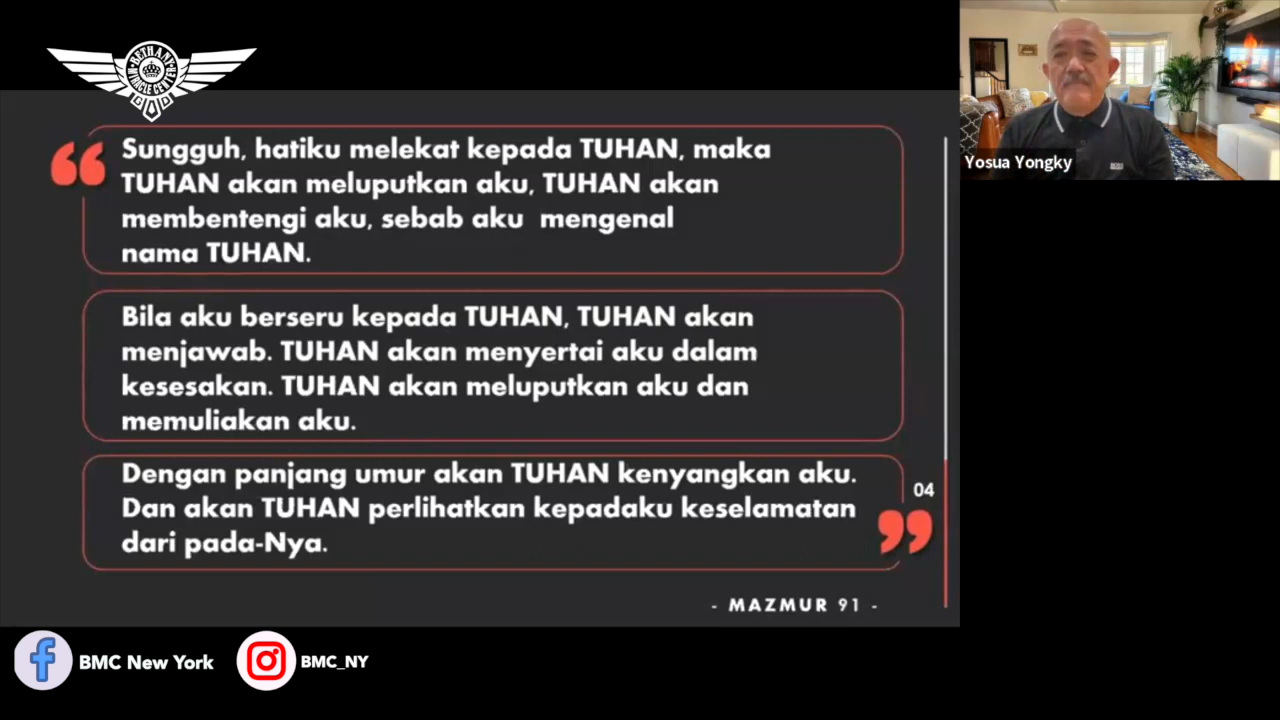 BETHANY
MIRACLE CENTER
Yosua Yongky
Sungguh, hatiku melekat kepada TUHAN, maka
TUHAN akan meluputkan aku, TUHAN akan
membentengi aku, sebab aku mengenal
nama TUHAN.
Bila aku berseru kepada TUHAN, TUHAN akan
menjawab. TUHAN akan menyertai aku dalam
kesesakan. TUHAN akan meluputkan aku dan
memuliakan aku.
Dengan panjang umur akan TUHAN kenyangkan aku.
Dan akan TUHAN perlihatkan kepadaku keselamatan
dari pada-Nya.
04
- MAZMUR 91 -
BMC New York
BMC_NY